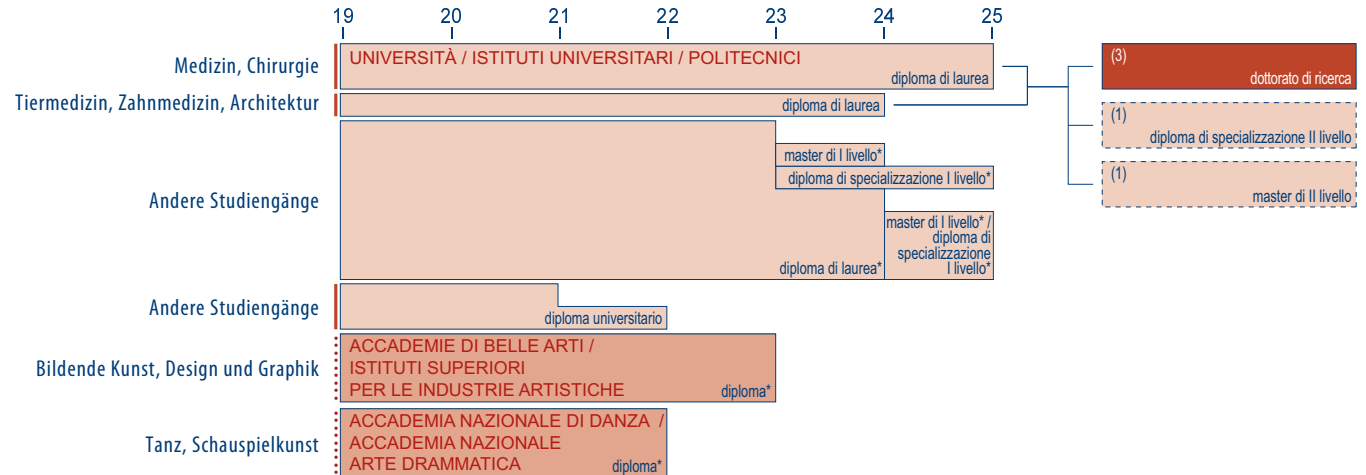 19 20 21 22 23 24 25
Medizin, Chirurgie
UNIVERSITÀ / ISTITUTI UNIVERSITARI / POLITECNICI
diploma di laurea
(3)
dottorato di ricerca
Tiermedizin, Zahnmedizin, Architektur
diploma di laurea
(1)
diploma di specializzazione II livello
master di I livello*
diploma di specializzazione I livello*
(1)
master di II livello
Andere Studiengänge
master di I livello* /
diploma di
specializzazione
I livello*
diploma di laurea*
Andere Studiengänge
diploma universitario
Bildende Kunst, Design und Graphik
ACCADEMIE DI BELLE ARTI /
ISTITUTI SUPERIORI
PER LE INDUSTRIE ARTISTICHE
diploma*
Tanz, Schauspielkunst
ACCADEMIA NAZIONALE DI DANZA /
ACCADEMIA NAZIONALE
ARTE DRAMMATICA
diploma*